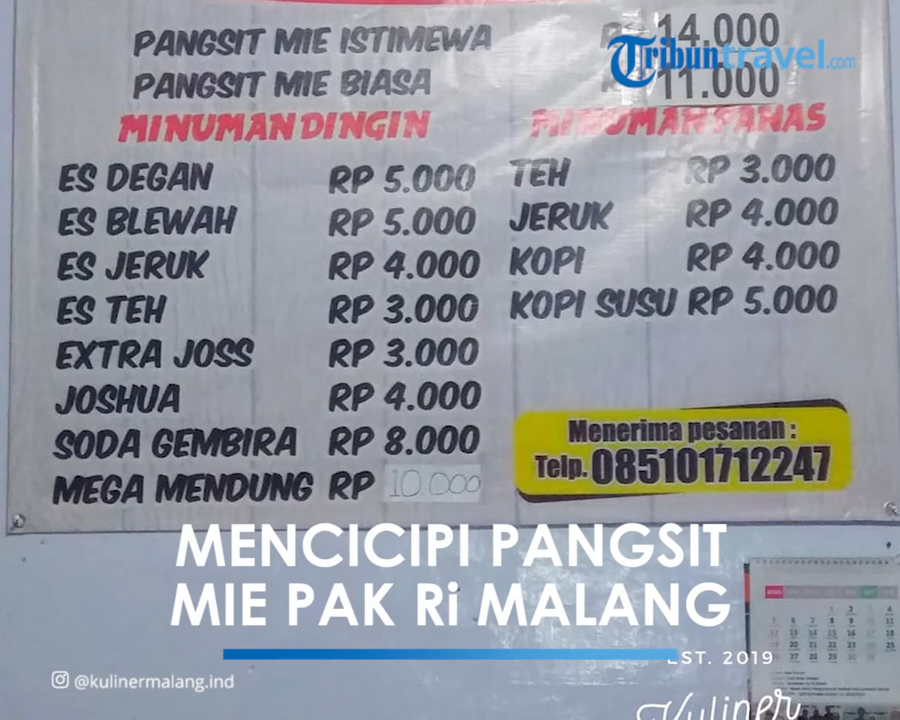 PANGSIT MIE ISTIMEWA 14.000
PANGSIT MIE BIASA 11.000
Tribuntravel.com
MINUMAN DINGIN
MINUMAN PANAS
ES DEGAN RP 5.000
ES BLEWAH RP 5.000
ES JERUK RP 4.000
ES TEH RP 3.000
EXTRA JOSS RP 3.000
JOSHUA RP 4.000
SODA GEMBIRA RP 8.000
MEGA MENDUNG RP 10.000
TEH RP 3.000
JERUK RP 4.000
KOPI RP 4.000
KOPI SUSU RP 5.000
Menerima pesanan :
Telp. 085101712247
MENCICIPI PANGSIT
MIE PAK Ri MALANG
EST. 2019
@kulinermalang.ind
Kuliner